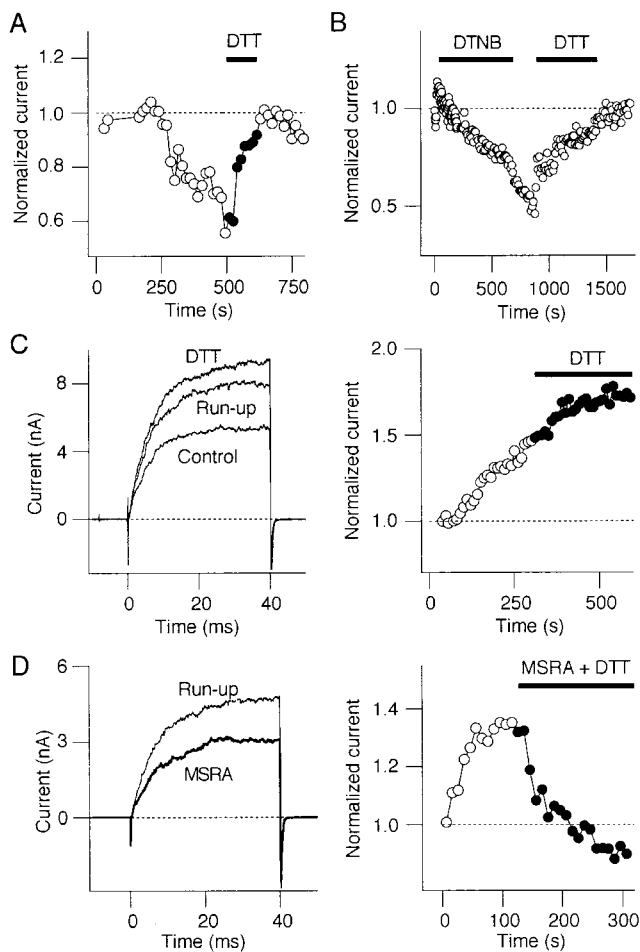 A
DTT
1.2
1.0
0.8
0.6
Normalized current
0
250
500
750
Time (s)
B
DTNB
DTT
1.0
0.5
Normalized current
0
500
1000
1500
Time (s)
C
DTT
Run-up
Control
8
4
0
Current (nA)
0
20
40
Time (ms)
DTT
2.0
1.5
1.0
Normalized current
0
250
500
Time (s)
D
Run-up
MSRA
6
3
0
Current (nA)
0
20
40
Time (ms)
MSRA + DTT
1.4
1.2
1.0
Normalized current
0
100
200
300
Time (s)